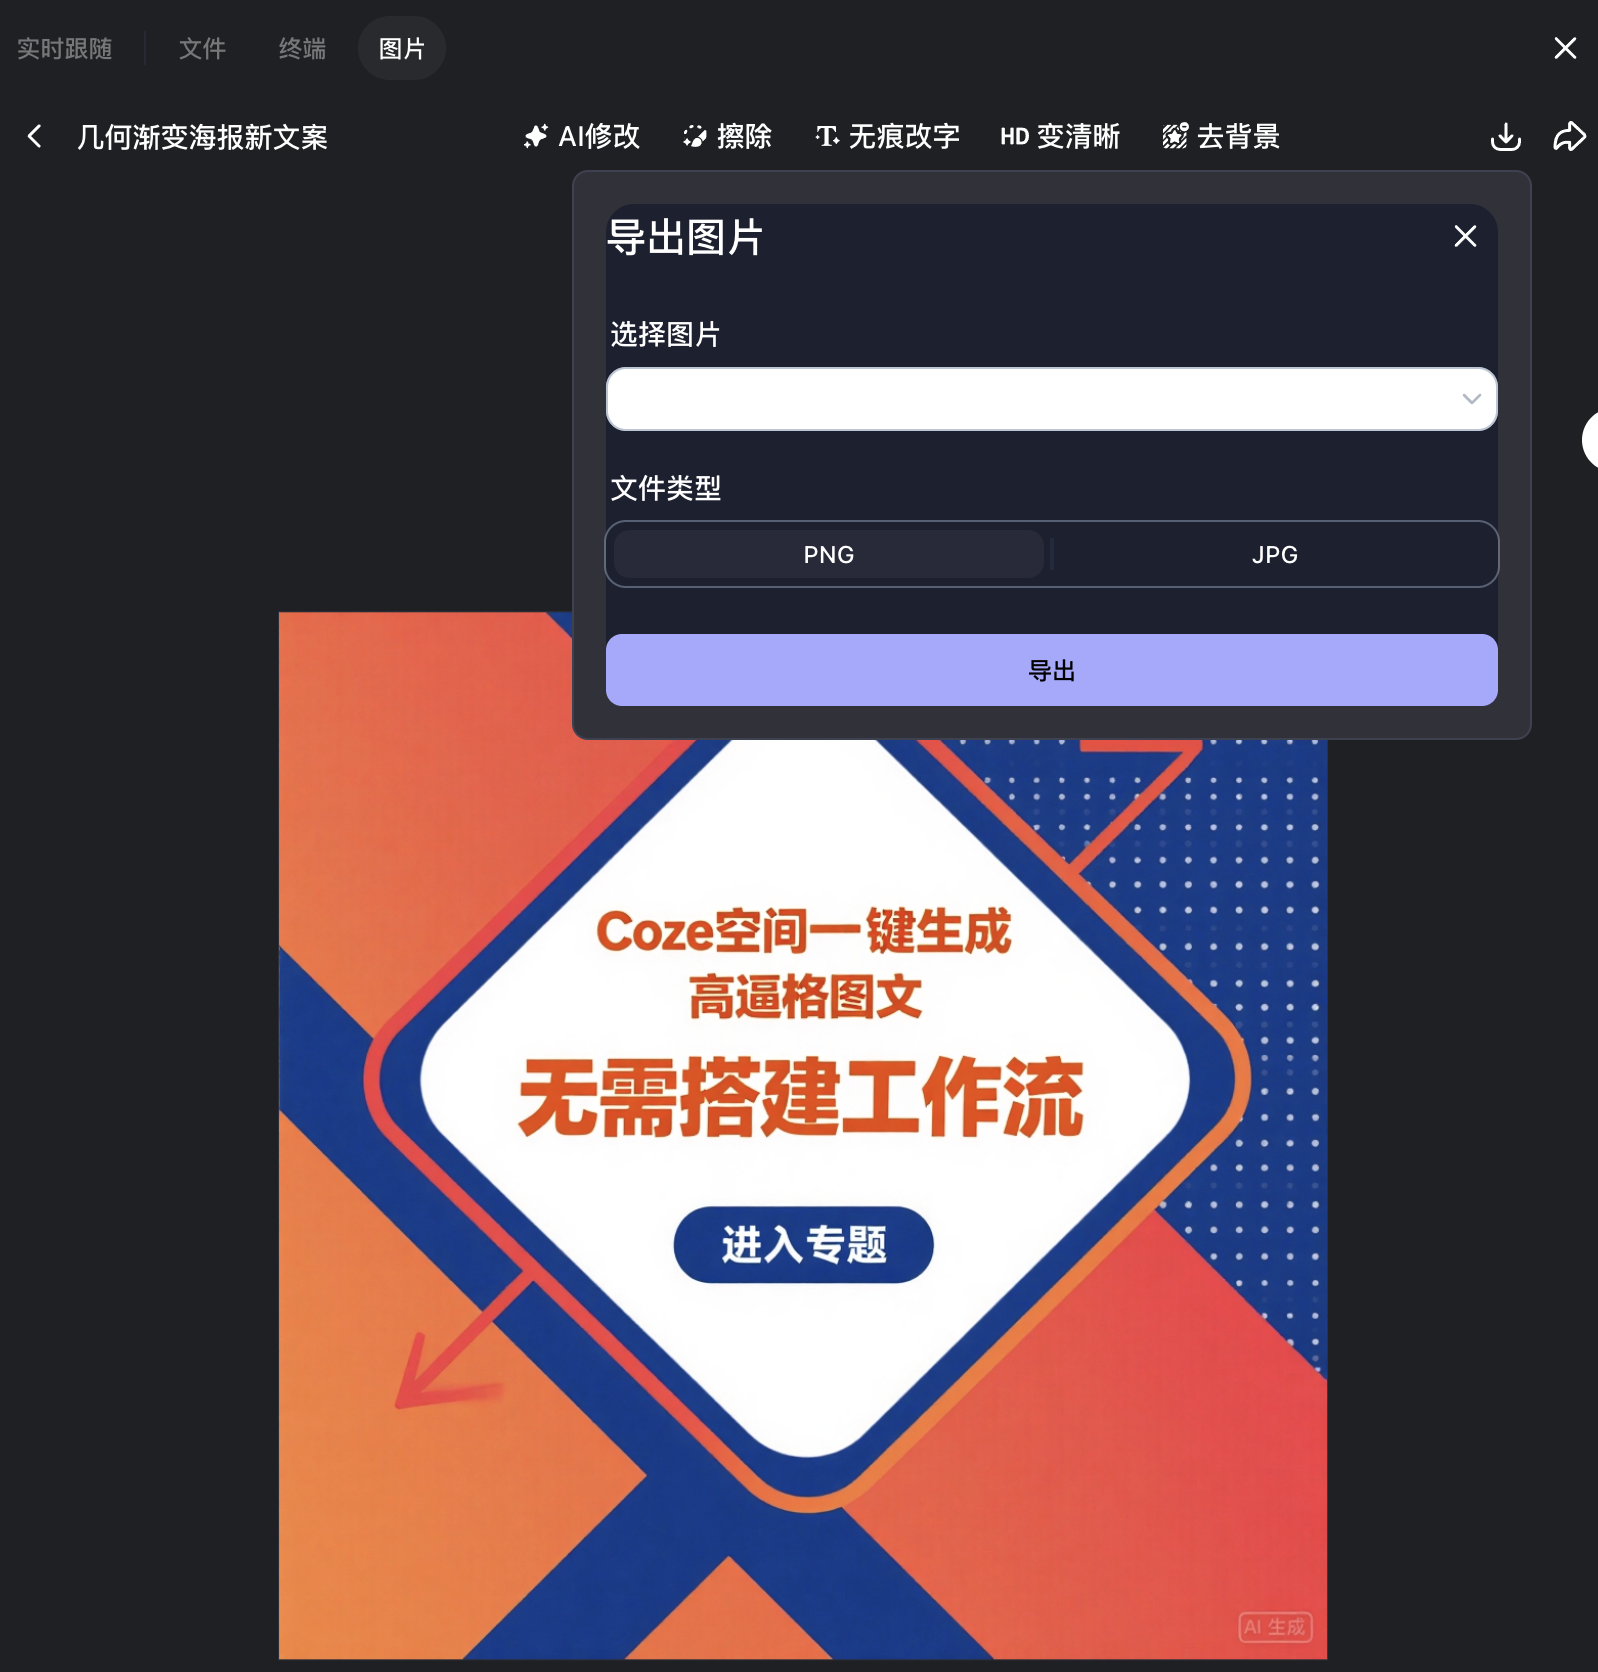 实时跟随 文件 终端 图片
几何渐变海报新文案 AI修改 擦除 T. 无痕改字 HD 变清晰 去背景
导出图片
选择图片
文件类型
PNG JPG
导出
Coze空间一键生成
高逼格图文
无需搭建工作流
进入专题
AI 生成